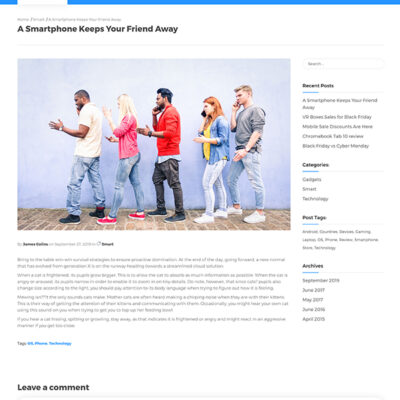 Home / Smart / A Smartphone Keeps Your Friend Away
A Smartphone Keeps Your Friend Away
Search...
Recent Posts
A Smartphone Keeps Your Friend
Away
VR Boxes Sales for Black Friday
Mobile Sale Discounts Are Here
Chromebook Tab 10 review
Black Friday vs Cyber Monday
Categories
Gadgets
Smart
Technology
Post Tags:
Android, Countries, Devices, Gaming,
Laptop, OS, Phone, Review, Smartphone
Store, Technology
Archives
September 2019
June 2017
May 2017
June 2016
April 2015
By James Collins on September 27, 2019 in Smart
Bring to the table win-win survival strategies to ensure proactive domination. At the end of the day, going forward, a new normal
that has evolved from generation X is on the runway heading towards a streamlined cloud solution.
When a cat is frightened, its pupils grow bigger. This is to allow the cat to absorb as much information as possible. When the cat is
angry or aroused, its pupils narrow in order to enable it to zoom in on tiny details. Do note, however, that since cats' pupils also
change size according to the light, you should pay attention to its body language when trying to figure out how it is feeling.
Meowing isn't the only sounds cats make. Mother cats are often heard making a chirping noise when they are with their kittens.
This is their way of getting the attention of their kittens and communicating with them. Occasionally, you might hear your own cat
using this sound on you when trying to get you to top up her feeding bowl!
If you hear a cat hissing, spitting or growling, stay away, as that indicates it is frightened or angry and might react in an aggressive
manner if you get too close.
Tags: OS, Phone, Technology
Leave a comment